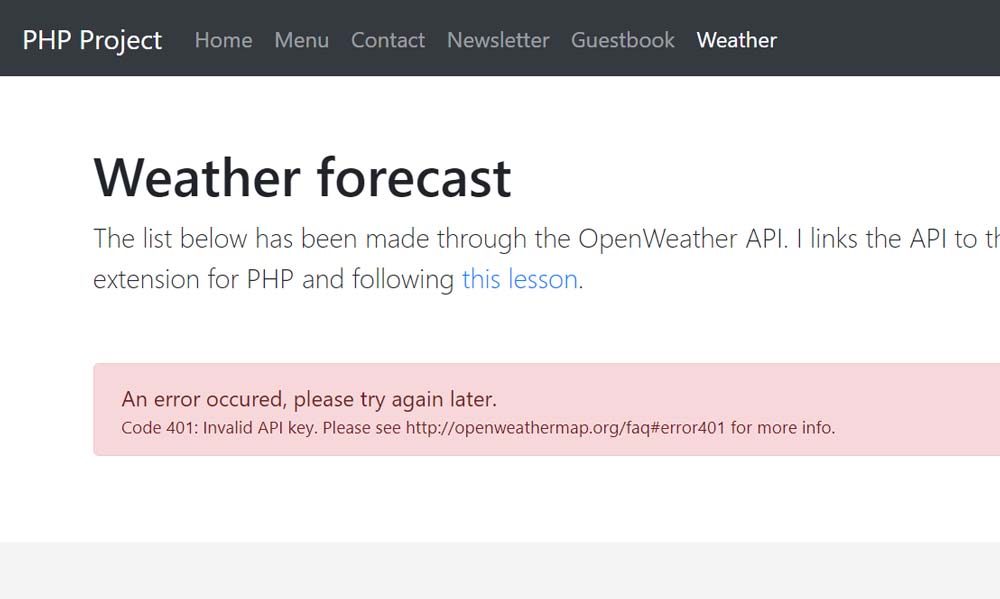 PHP Project Home Menu Contact Newsletter Guestbook Weather
Weather forecast
The list below has been made through the OpenWeather API. I links the API to
extension for PHP and following this lesson.
An error occured, please try again later.
Code 401: Invalid API key. Please see http://openweathermap.org/faq#error401 for more info.